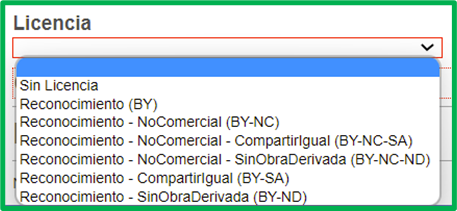 Licencia
Sin Licencia
Reconocimiento (BY)
Reconocimiento - NoComercial (BY-NC)
Reconocimiento - NoComercial - CompartirIgual (BY-NC-SA)
Reconocimiento - NoComercial - SinObraDerivada (BY-NC-ND)
Reconocimiento - CompartirIgual (BY-SA)
Reconocimiento - SinObraDerivada (BY-ND)